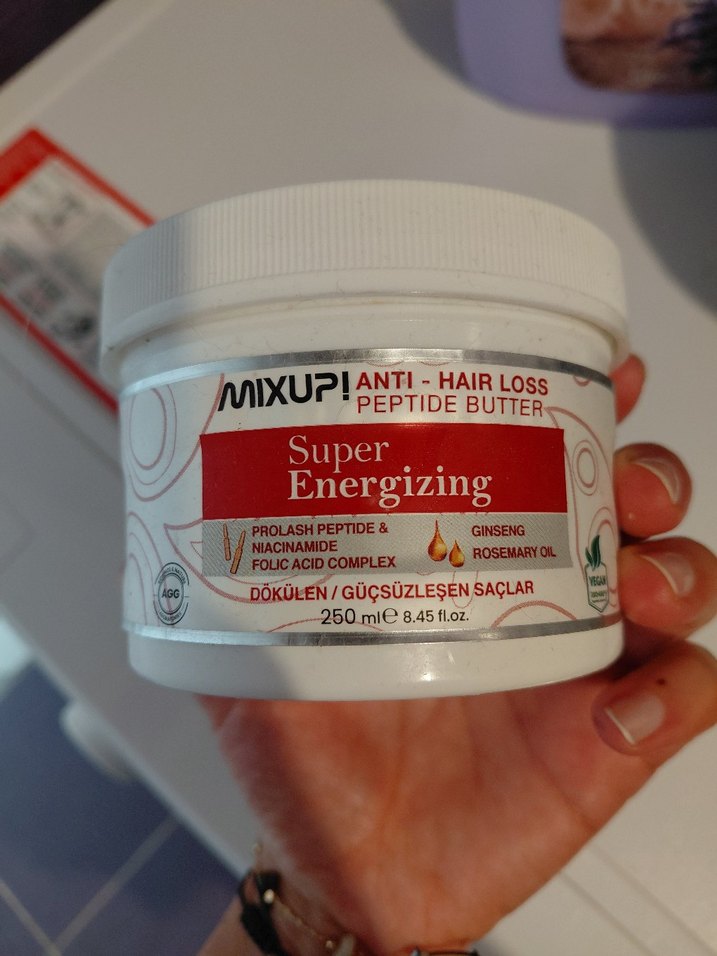 MIXUP! ANTI - HAIR LOSS
PEPTIDE BUTTER
Super
Energizing
PROLASH PEPTIDE &
NIACINAMIDE
FOLIC ACID COMPLEX
GINSENG
ROSEMARY OIL
DÖKÜLEN / GÜÇSÜZLEŞEN SAÇLAR
250 ml℮ 8.45 fl.oz.
AGG
VEGAN